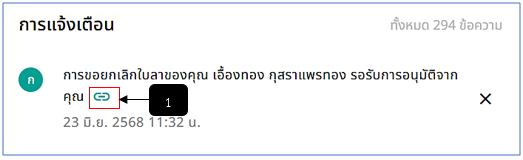 การแจ้งเตือน
ทั้งหมด 294 ข้อความ
ก
การขอยกเลิกใบลาของคุณ เอื้องทอง กุสราแพรทอง รอรับการอนุมัติจาก
คุณ
1
23 มิ.ย. 2568 11:32 น.